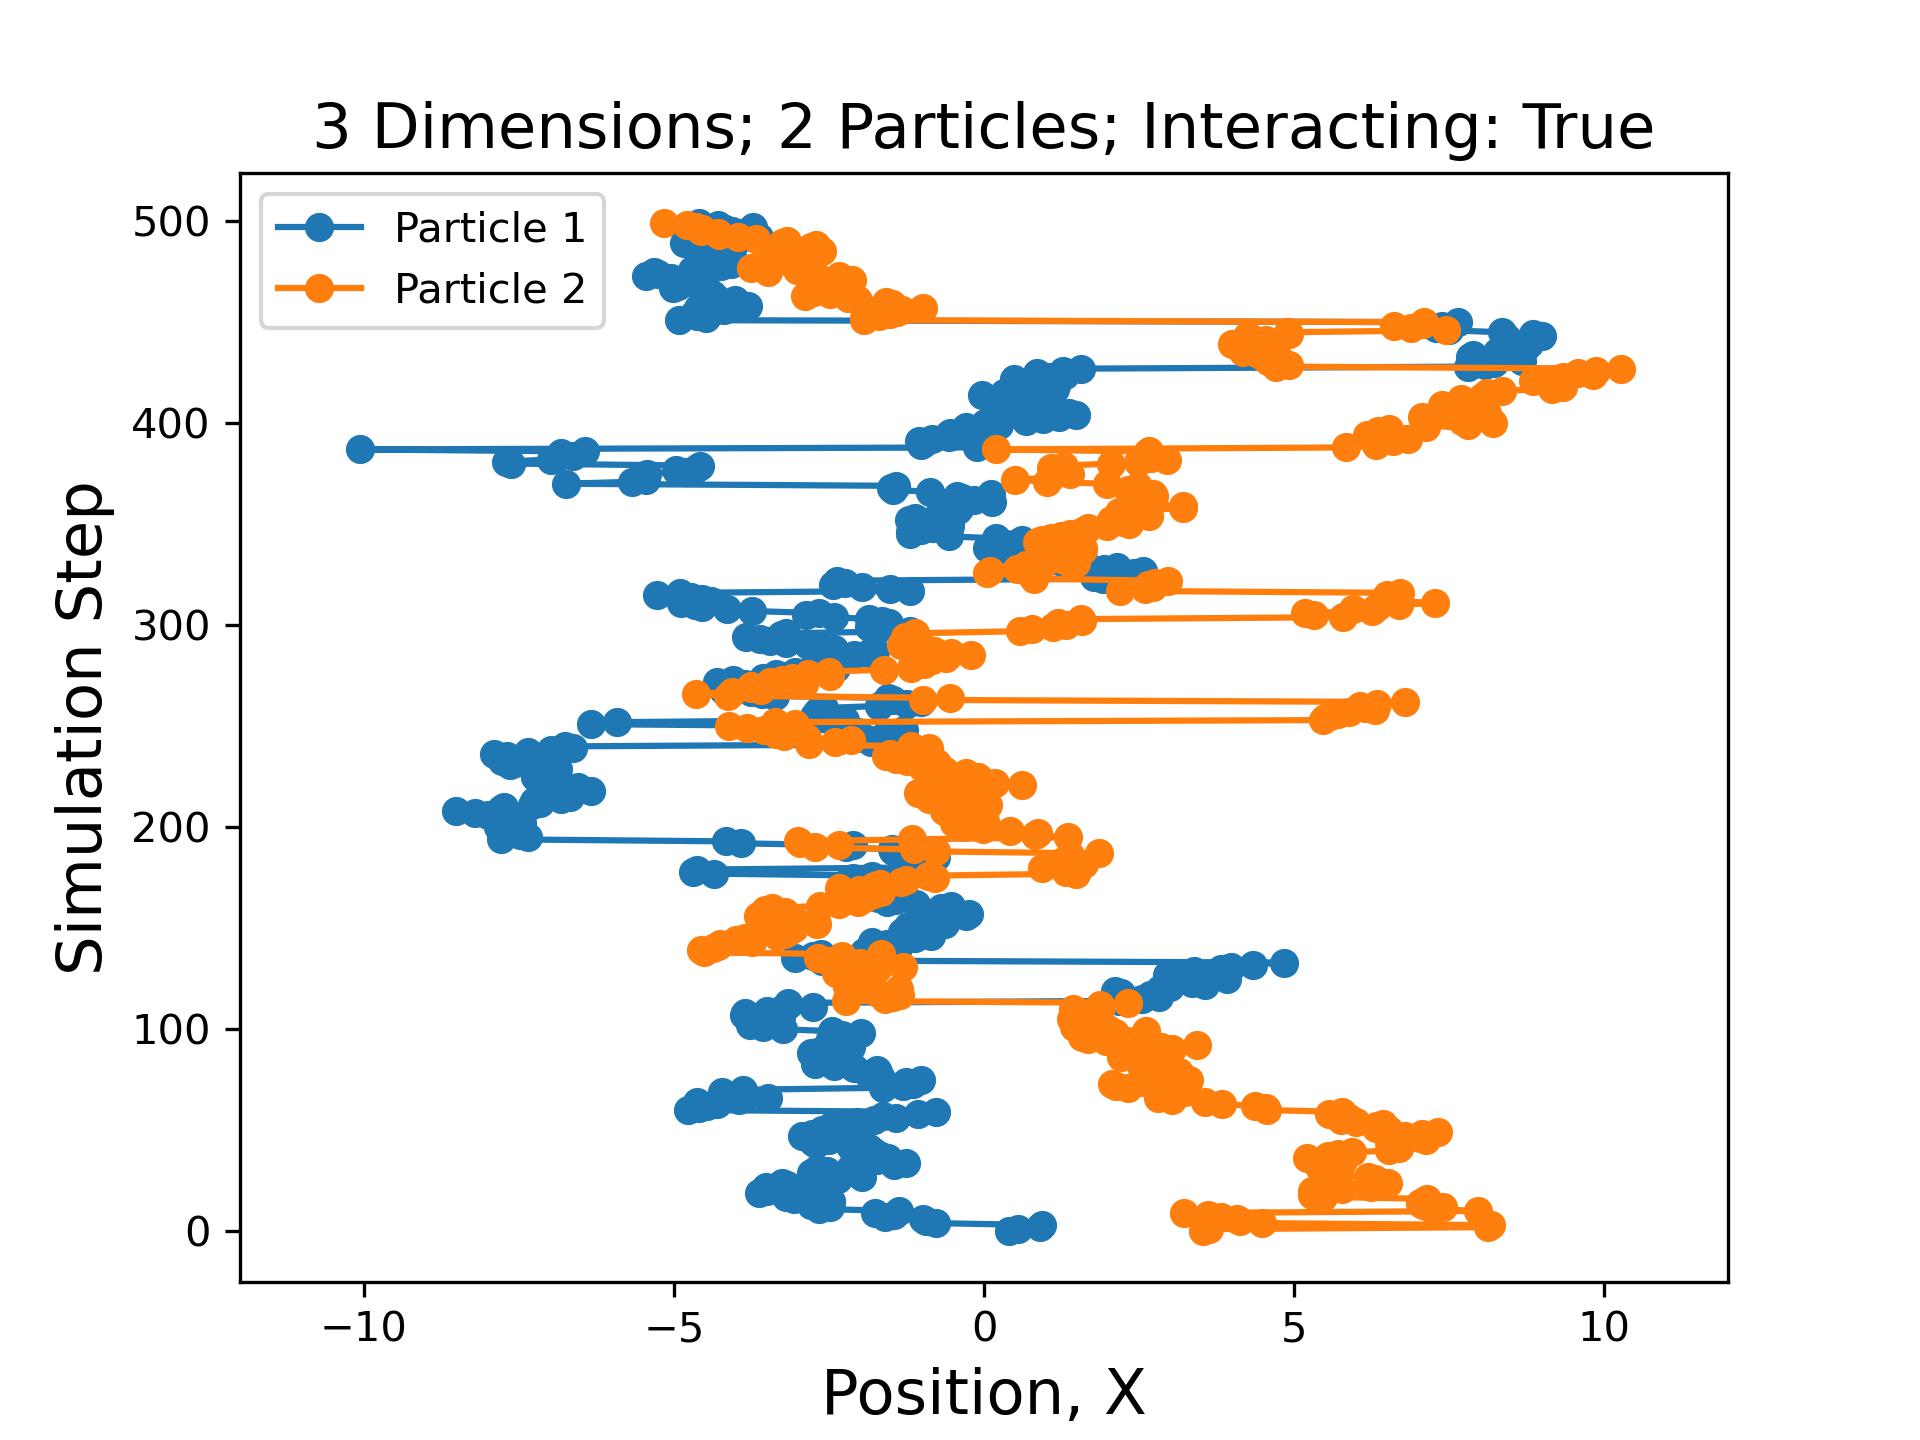 3 Dimensions; 2 Particles; Interacting: True
Particle 1
Particle 2
500
400
300
200
100
0
Simulation Step
−10
−5
0
5
10
Position, X